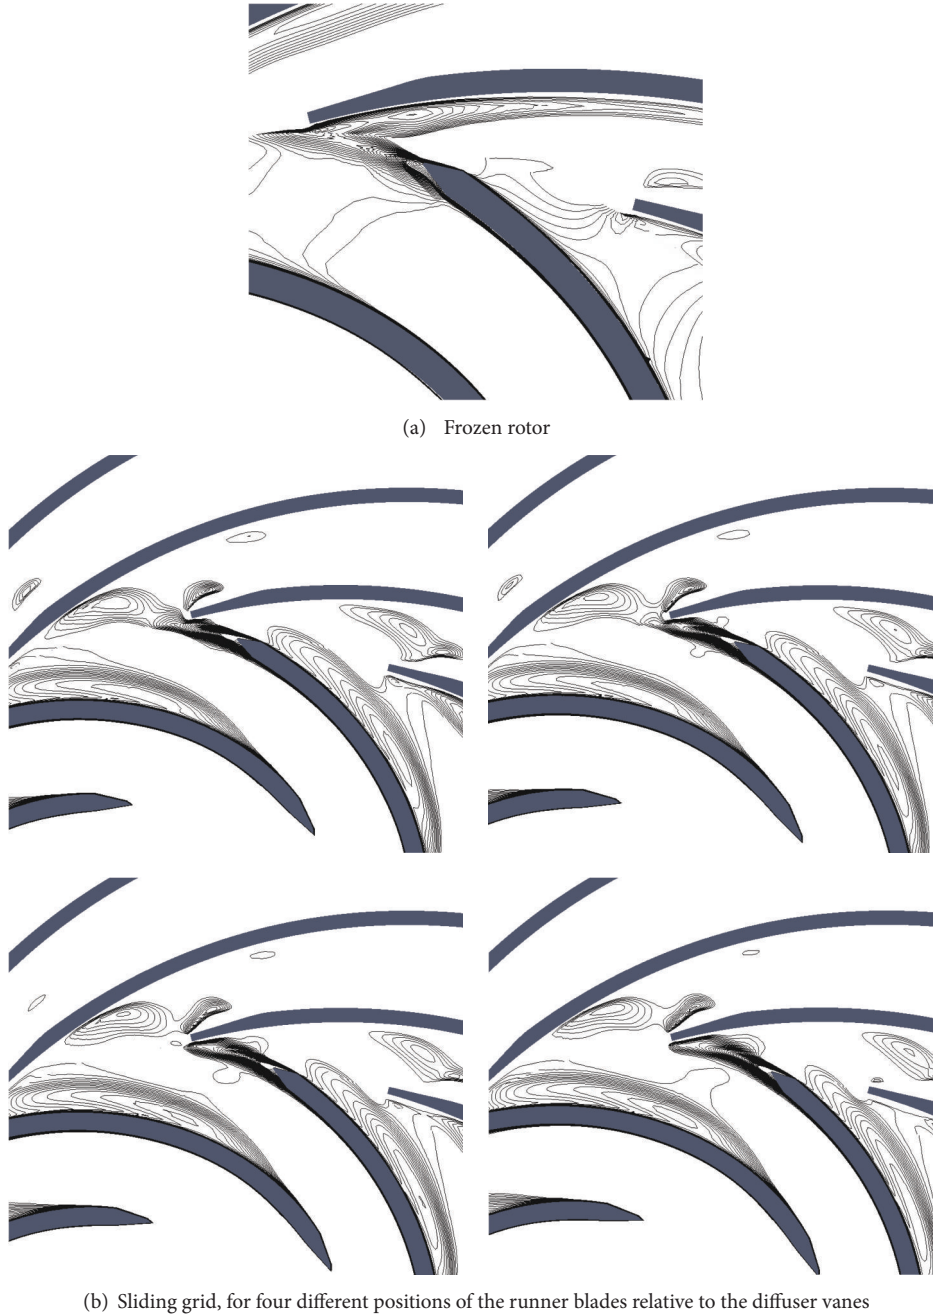 (a) Frozen rotor
(b) Sliding grid, for four different positions of the runner blades relative to the diffuser vanes